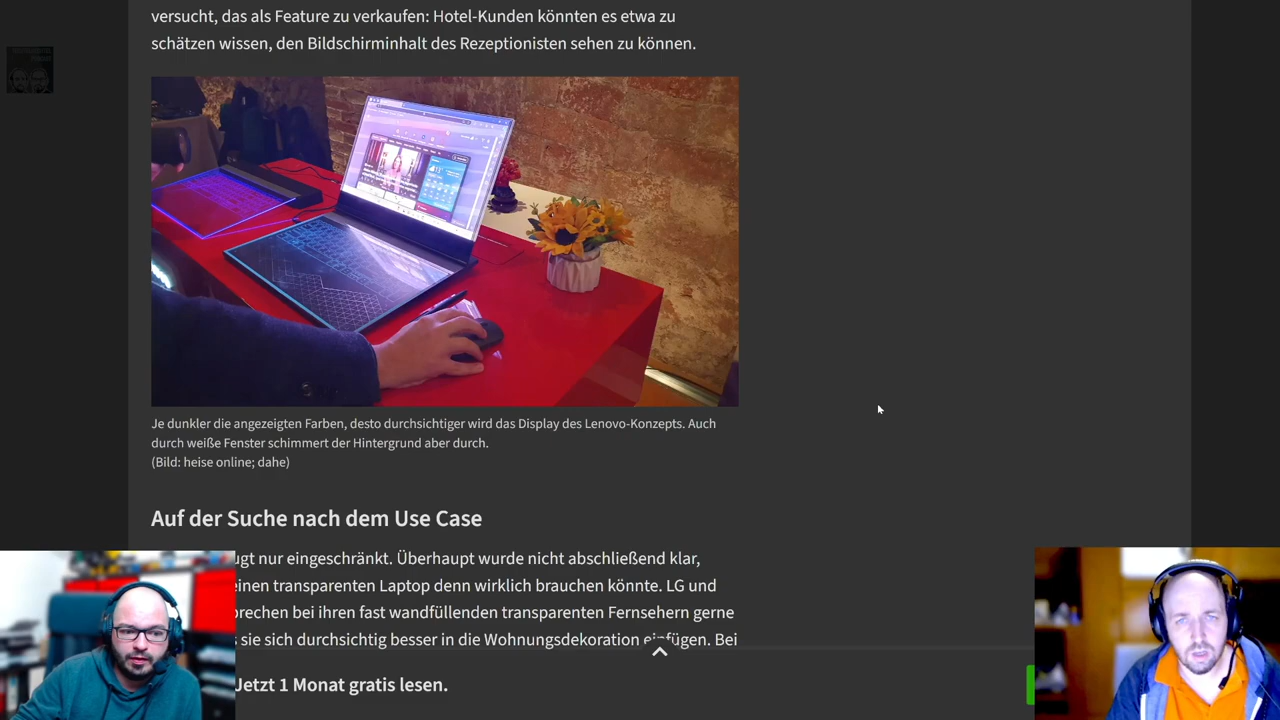 versucht, das als Feature zu verkaufen: Hotel-Kunden könnten es etwa zu
schätzen wissen, den Bildschirminhalt des Rezeptionisten sehen zu können.
Je dunkler die angezeigten Farben, desto durchsichtiger wird das Display des Lenovo-Konzepts. Auch
durch weiße Fenster schimmert der Hintergrund aber durch.
(Bild: heise online; dahe)
Auf der Suche nach dem Use Case
ugt nur eingeschränkt. Überhaupt wurde nicht abschließend klar,
einen transparenten Laptop denn wirklich brauchen könnte. LG und
prechen bei ihren fast wandfüllenden transparenten Fernsehern gerne
s sie sich durchsichtig besser in die Wohnungsdekoration einfügen. Bei
Jetzt 1 Monat gratis lesen.